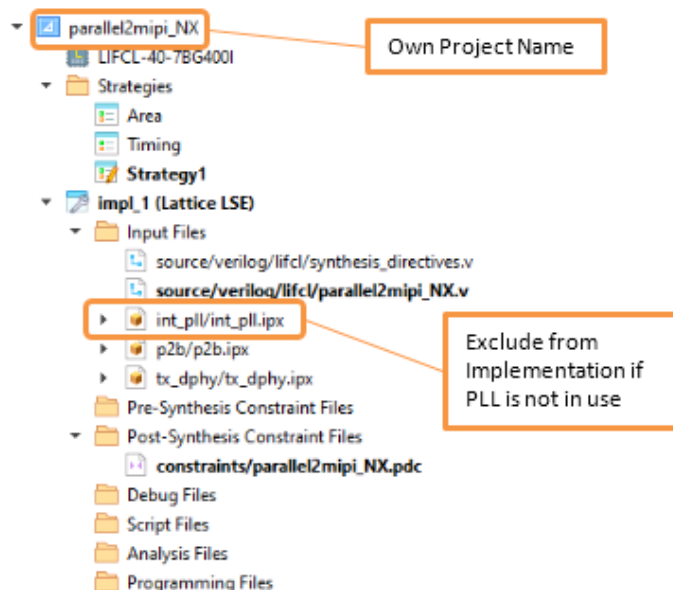 parallel2mipi_NX
Own Project Name
LIFCL-40-7BG400I
Strategies
Area
Timing
Strategy1
impl_1 (Lattice LSE)
Input Files
source/verilog/lifcl/synthesis_directives.v
source/verilog/lifcl/parallel2mipi_NX.v
int_pll/int_pll.ipx
Exclude from
Implementation if
PLL is not in use
p2b/p2b.ipx
tx_dphy/tx_dphy.ipx
Pre-Synthesis Constraint Files
Post-Synthesis Constraint Files
constraints/parallel2mipi_NX.pdc
Debug Files
Script Files
Analysis Files
Programming Files